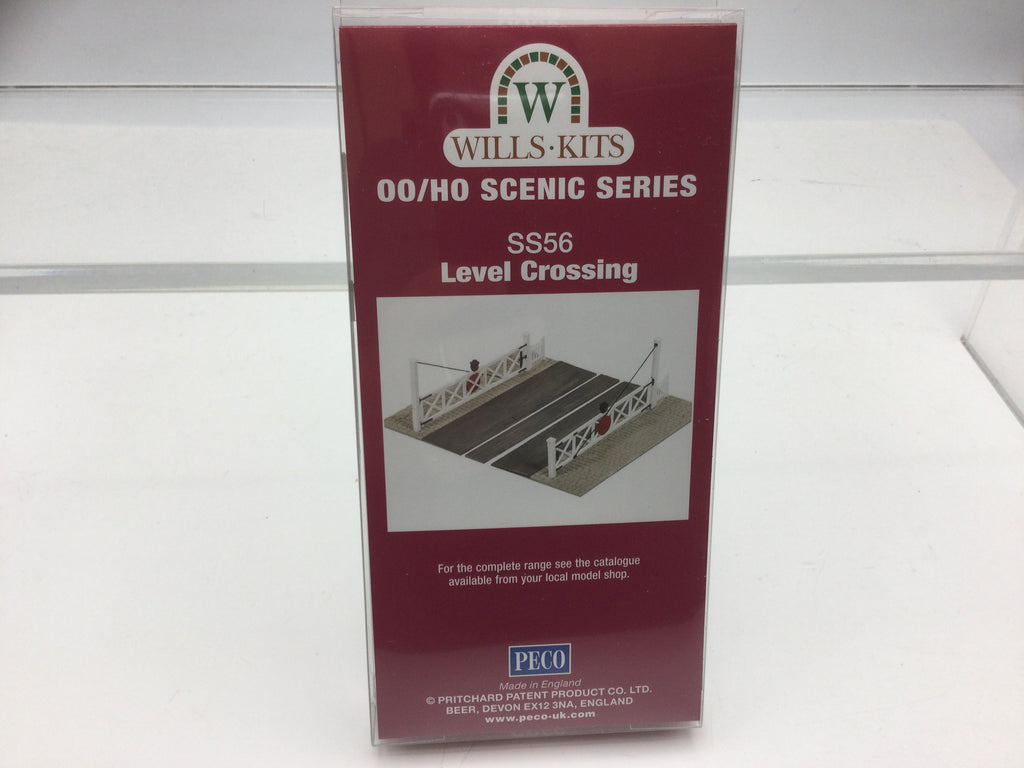 W
WILLS·KITS
OO/HO SCENIC SERIES
SS56
Level Crossing
For the complete range see the catalogue
available from your local model shop.
PECO
Made in England
© PRITCHARD PATENT PRODUCT CO. LTD.
BEER, DEVON EX12 3NA, ENGLAND
www.peco-uk.com